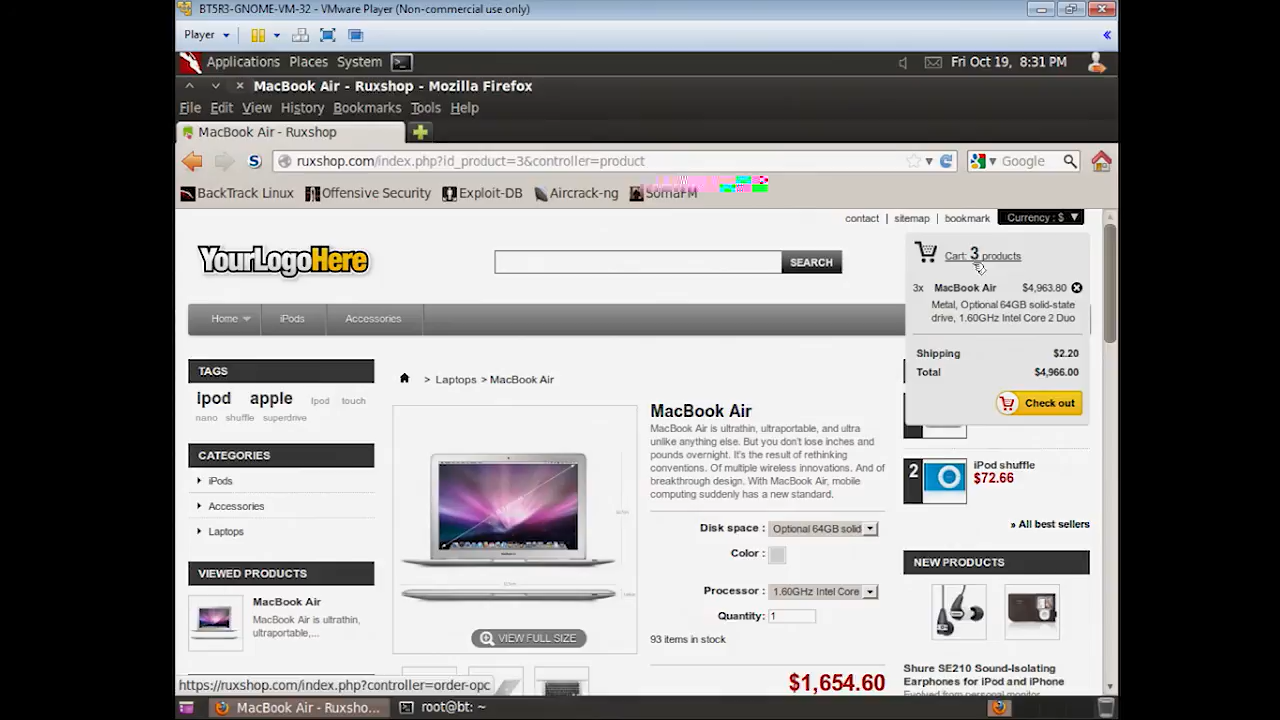 BT5R3-GNOME-VM-32 - VMware Player (Non-commercial use only)
Player
«
Applications Places System Fri Oct 19, 8:31 PM
MacBook Air - Ruxshop - Mozilla Firefox
File Edit View History Bookmarks Tools Help
MacBook Air - Ruxshop
ruxshop.com/index.php?id_product=3&controller=product
Google
BackTrack Linux Offensive Security Exploit-DB Aircrack-ng SomaFM
contact | sitemap | bookmark Currency : $ ▼
YourLogoHere
SEARCH
Cart: 3 products
3x MacBook Air $4,963.80
Metal, Optional 64GB solid-state
drive, 1.60GHz Intel Core 2 Duo
Shipping $2.20
Total $4,966.00
Check out
Home iPods Accessories
TAGS
ipod apple Ipod touch
nano shuffle superdrive
CATEGORIES
iPods
Accessories
Laptops
VIEWED PRODUCTS
MacBook Air
MacBook Air is ultrathin,
ultraportable,...
> Laptops > MacBook Air
VIEW FULL SIZE
MacBook Air
MacBook Air is ultrathin, ultraportable, and ultra
unlike anything else. But you don't lose inches and
pounds overnight. It's the result of rethinking
conventions. Of multiple wireless innovations. And of
breakthrough design. With MacBook Air, mobile
computing suddenly has a new standard.
Disk space : Optional 64GB solid
Color :
Processor : 1.60GHz Intel Core
Quantity: 1
93 items in stock
$1,654.60
2
iPod shuffle
$72.66
» All best sellers
NEW PRODUCTS
Shure SE210 Sound-Isolating
Earphones for iPod and iPhone
Evolved from personal monitor
https://ruxshop.com/index.php?controller=order-opc
MacBook Air - Ruxsho... root@bt: ~